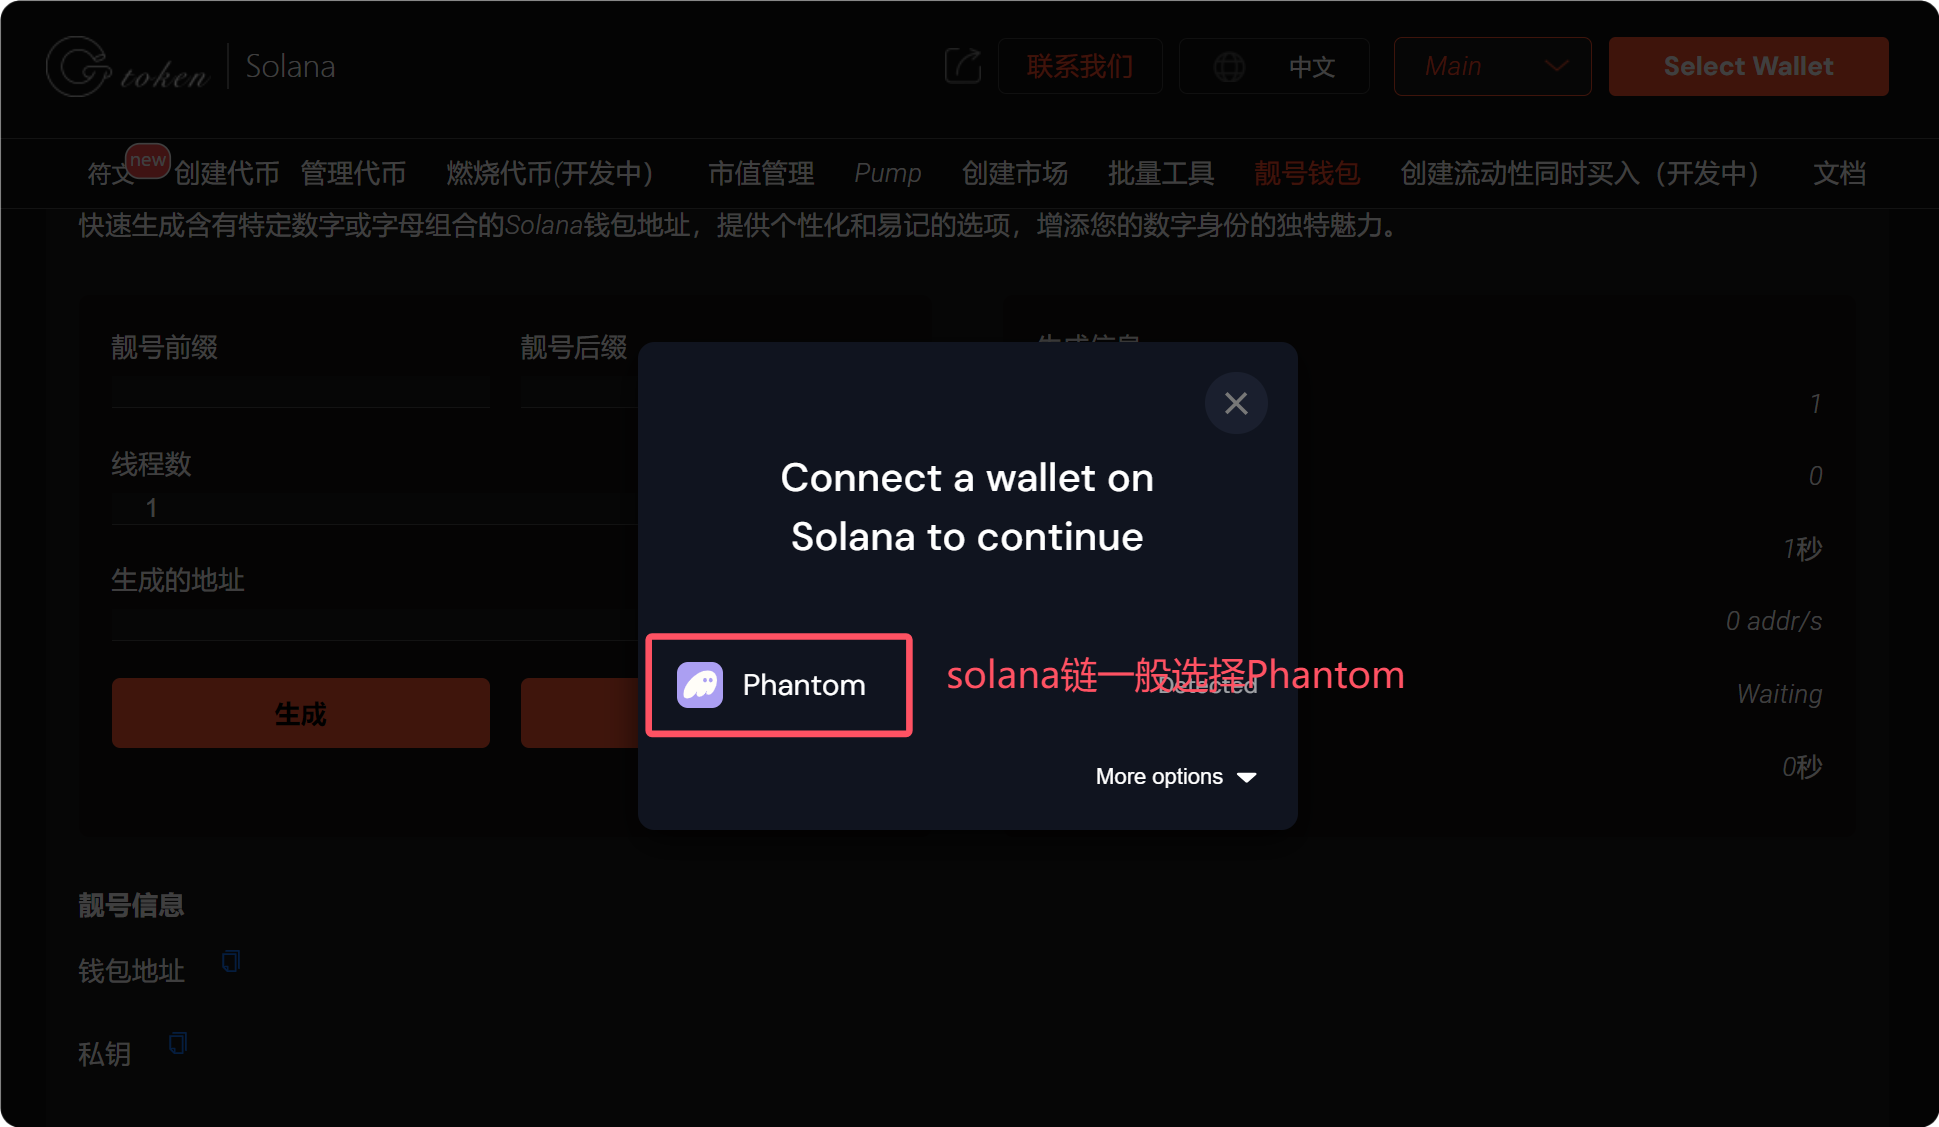 Gptoken
Solana
联系我们
中文
Main
Select Wallet
符文
new
创建代币
管理代币
燃烧代币(开发中)
市值管理
Pump
创建市场
批量工具
靓号钱包
创建流动性同时买入（开发中）
文档
快速生成含有特定数字或字母组合的Solana钱包地址，提供个性化和易记的选项，增添您的数字身份的独特魅力。
靓号前缀
靓号后缀
生成信息
1
线程数
1
0
1秒
生成的地址
0 addr/s
Waiting
生成
0秒
Connect a wallet on
Solana to continue
Phantom
solana链一般选择Phantom
Detected
More options
靓号信息
钱包地址
私钥